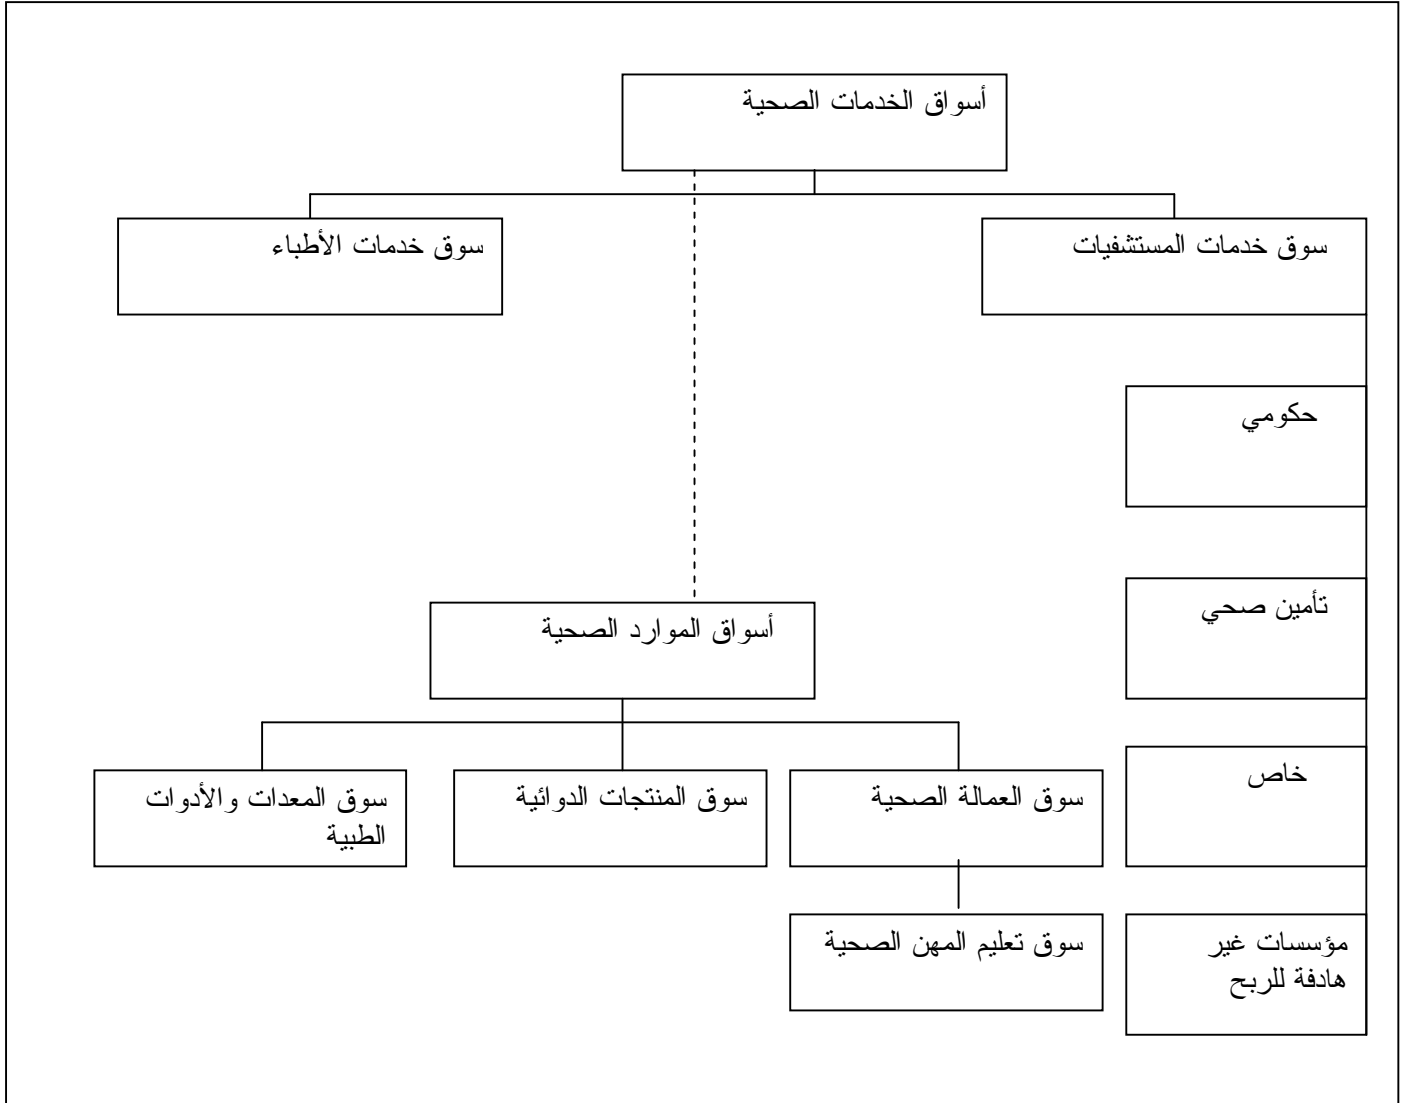 أسواق الخدمات الصحية
سوق خدمات المستشفيات
سوق خدمات الأطباء
حكومي
تأمين صحي
أسواق الموارد الصحية
خاص
سوق العمالة الصحية
سوق المنتجات الدوائية
سوق المعدات والأدوات
الطبية
مؤسسات غير
هادفة للربح
سوق تعليم المهن الصحية